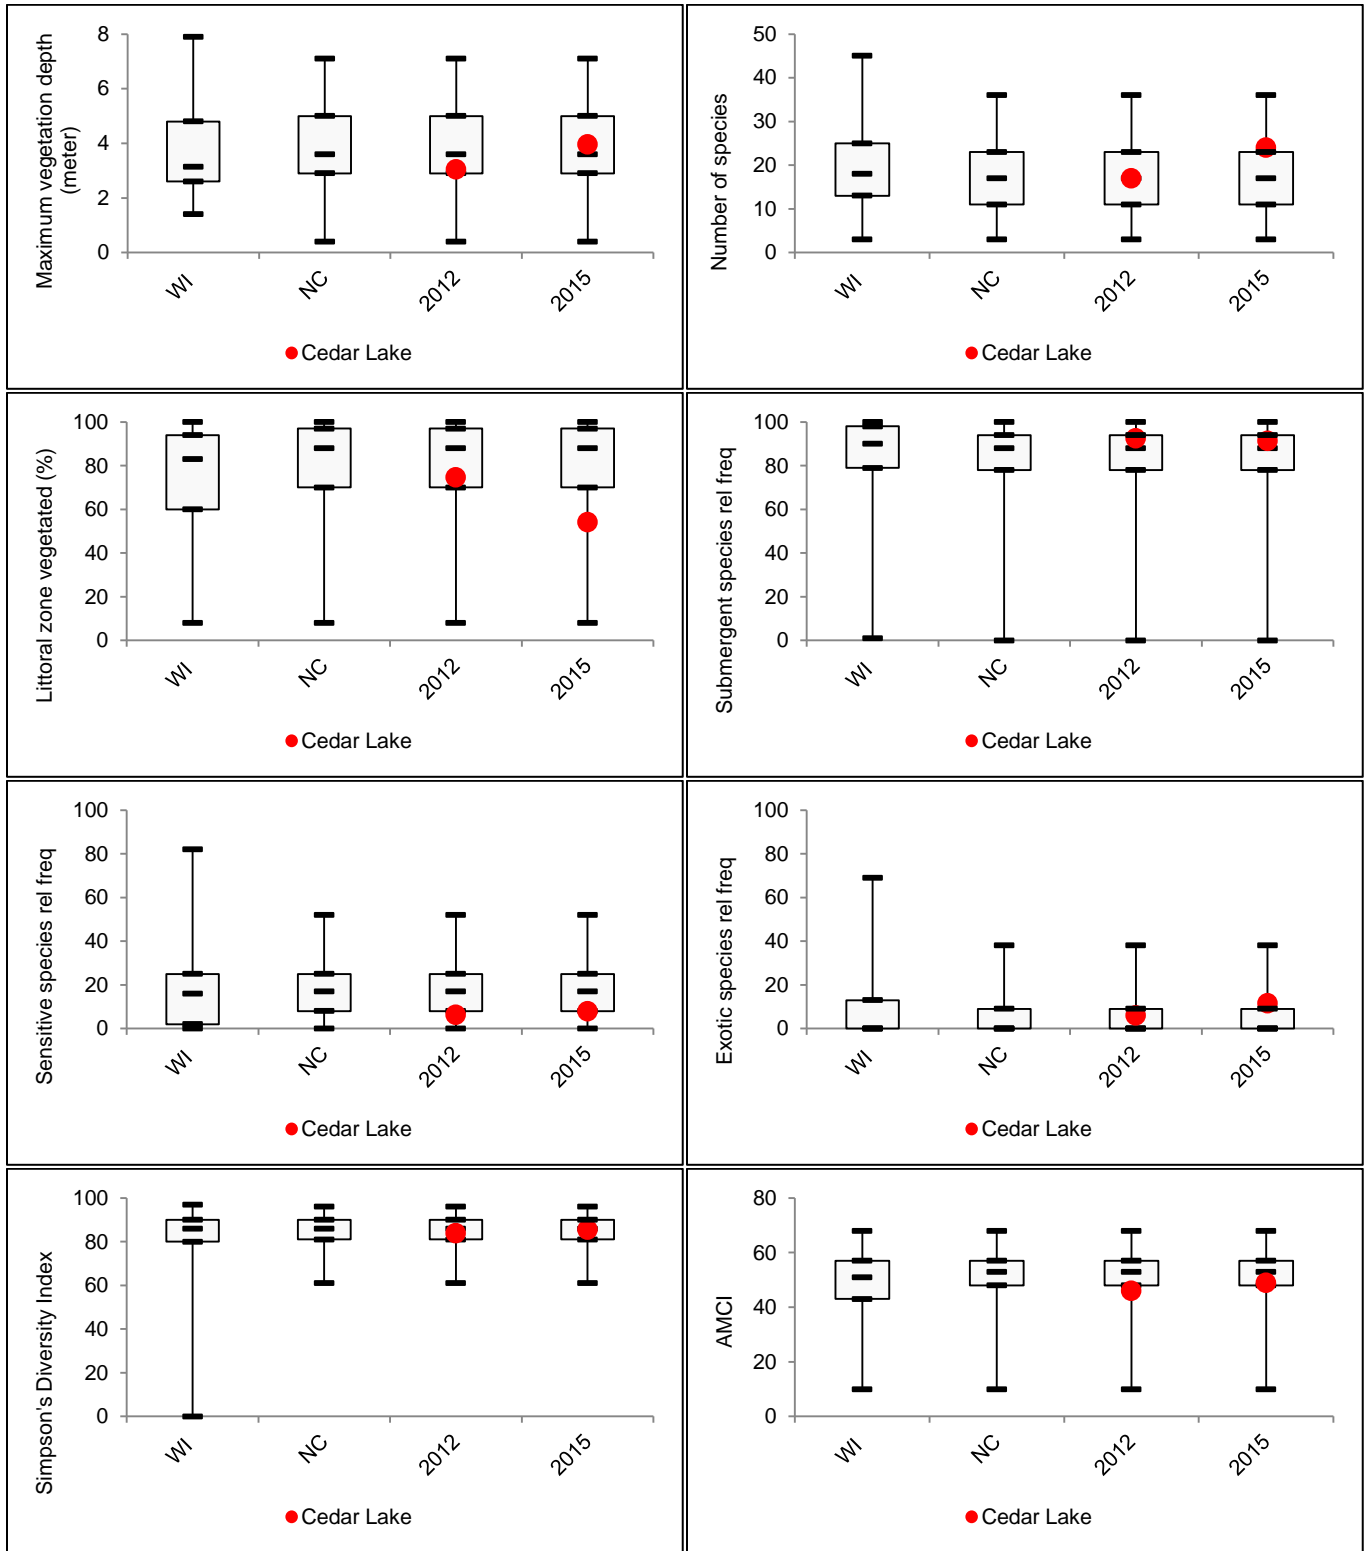 Maximum vegetation depth
(meter)
8
6
4
2
0
WI
NC
2012
2015
Cedar Lake
Number of species
50
40
30
20
10
0
WI
NC
2012
2015
Cedar Lake
Littoral zone vegetated (%)
100
80
60
40
20
0
WI
NC
2012
2015
Cedar Lake
Submergent species rel freq
100
80
60
40
20
0
WI
NC
2012
2015
Cedar Lake
Sensitive species rel freq
100
80
60
40
20
0
WI
NC
2012
2015
Cedar Lake
Exotic species rel freq
100
80
60
40
20
0
WI
NC
2012
2015
Cedar Lake
Simpson's Diversity Index
100
80
60
40
20
0
WI
NC
2012
2015
Cedar Lake
AMCI
80
60
40
20
0
WI
NC
2012
2015
Cedar Lake